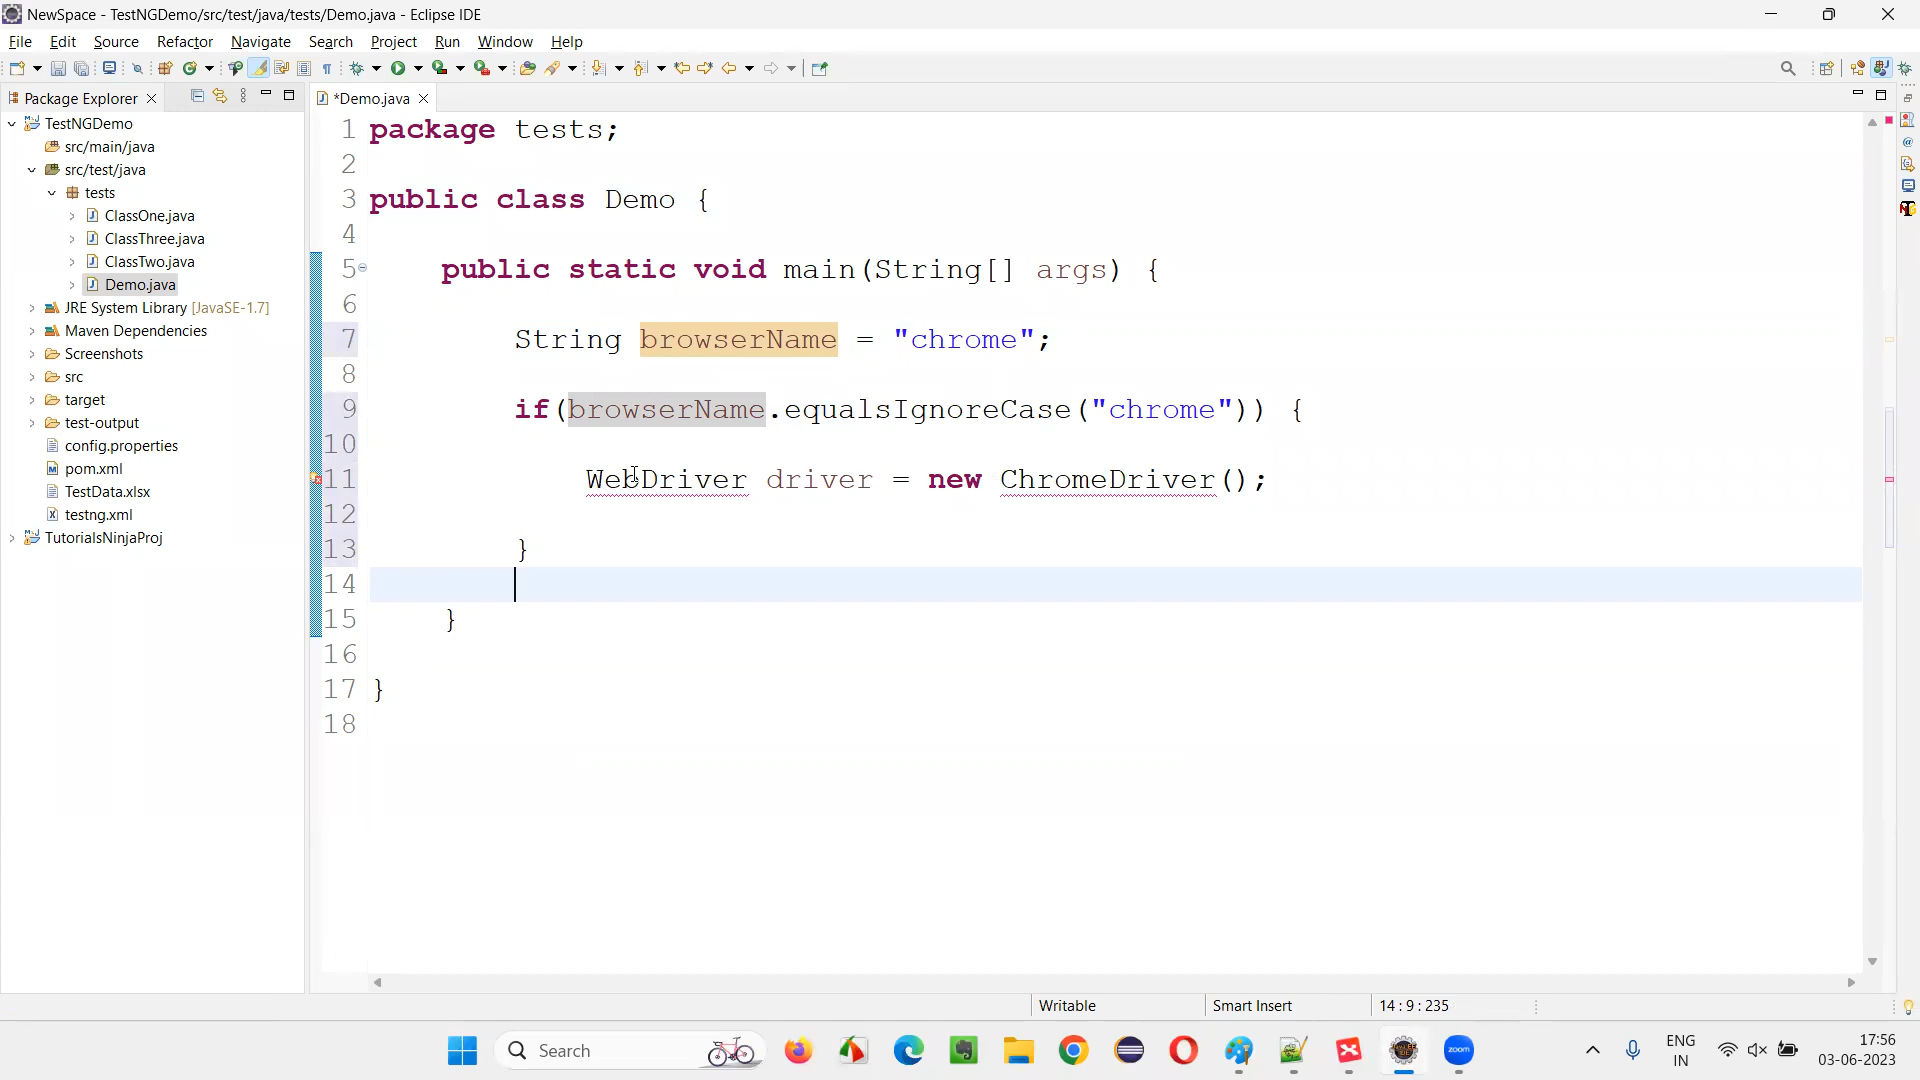 NewSpace - TestNGDemo/src/test/java/tests/Demo.java - Eclipse IDE
File Edit Source Refactor Navigate Search Project Run Window Help
Package Explorer
*Demo.java
TestNGDemo
src/main/java
src/test/java
tests
ClassOne.java
ClassThree.java
ClassTwo.java
Demo.java
JRE System Library [JavaSE-1.7]
Maven Dependencies
Screenshots
src
target
test-output
config.properties
pom.xml
TestData.xlsx
testng.xml
TutorialsNinjaProj
1 package tests;
2
3 public class Demo {
4
5 public static void main(String[] args) {
6
7 String browserName = "chrome";
8
9 if(browserName.equalsIgnoreCase("chrome")) {
10
11 WebDriver driver = new ChromeDriver();
12
13 }
14
15 }
16
17 }
18
Writable Smart Insert 14 : 9 : 235
Search
zoom
ENG
IN
17:56
03-06-2023